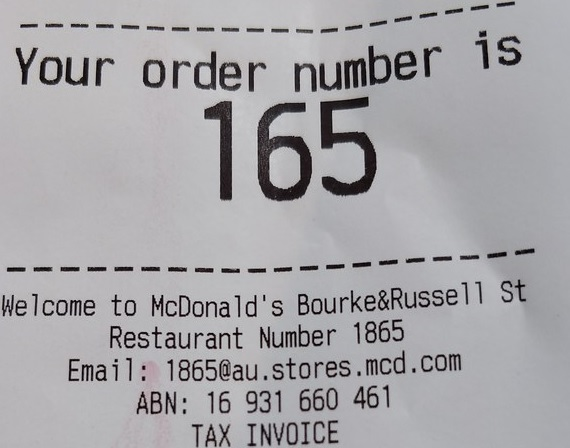 Your order number is
165
Welcome to McDonald's Bourke&Russell St
Restaurant Number 1865
Email: 1865@au.stores.mcd.com
ABN: 16 931 660 461
TAX INVOICE